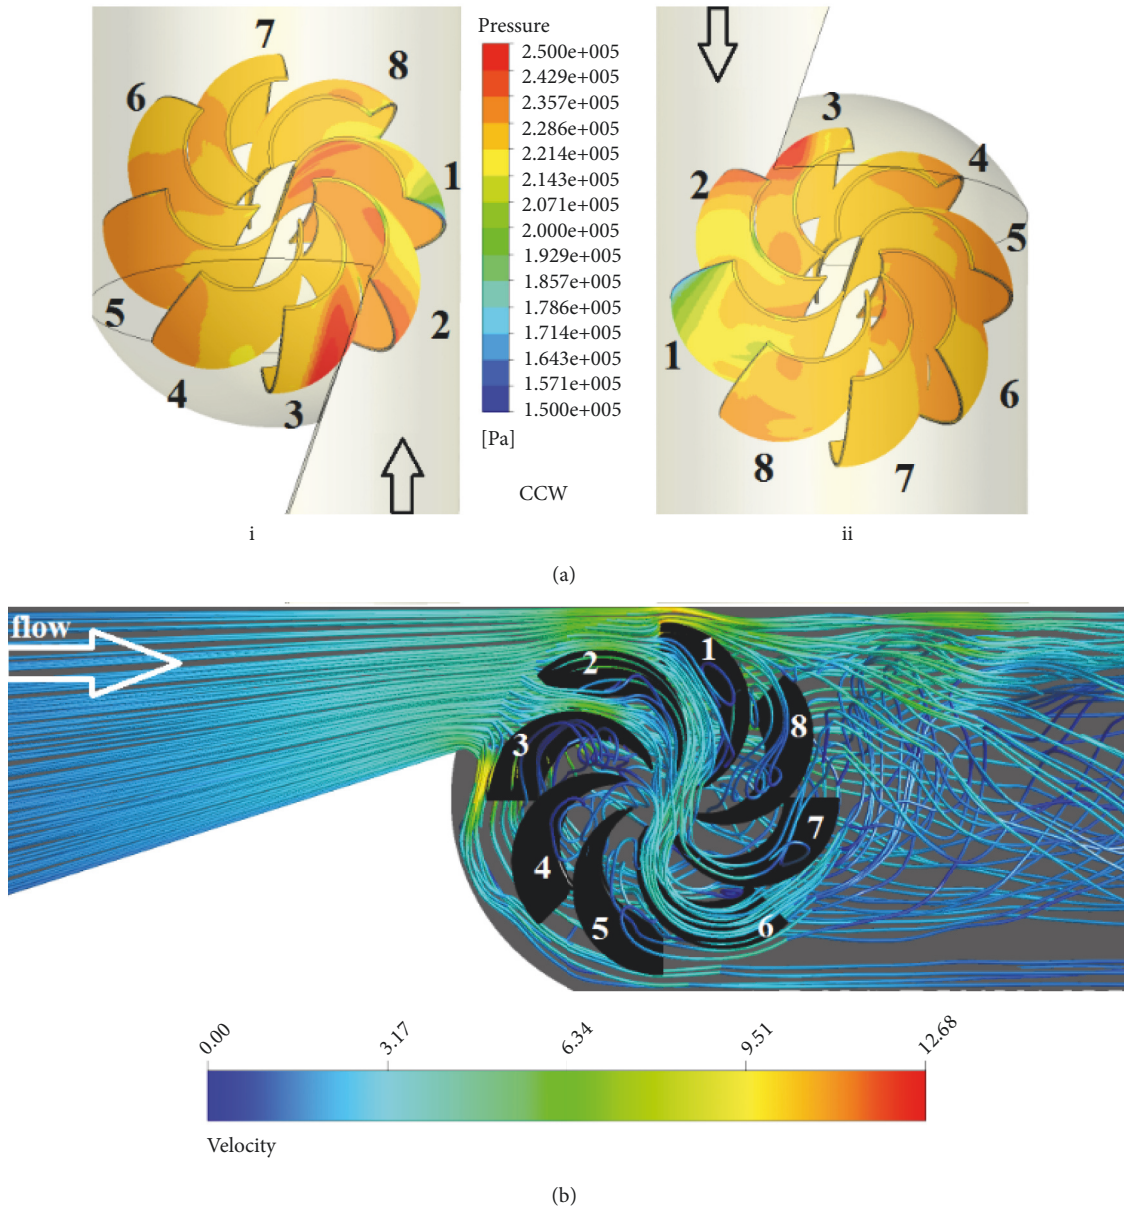 Pressure
2.500e+005
2.429e+005
2.357e+005
2.286e+005
2.214e+005
2.143e+005
2.071e+005
2.000e+005
1.929e+005
1.857e+005
1.786e+005
1.714e+005
1.643e+005
1.571e+005
1.500e+005
[Pa]
CCW
7
8
6
1
5
2
4
3
i
3
4
2
5
1
6
8
7
ii
(a)
flow
1
2
3
8
7
4
5
6
0.00
3.17
6.34
9.51
12.68
Velocity
(b)